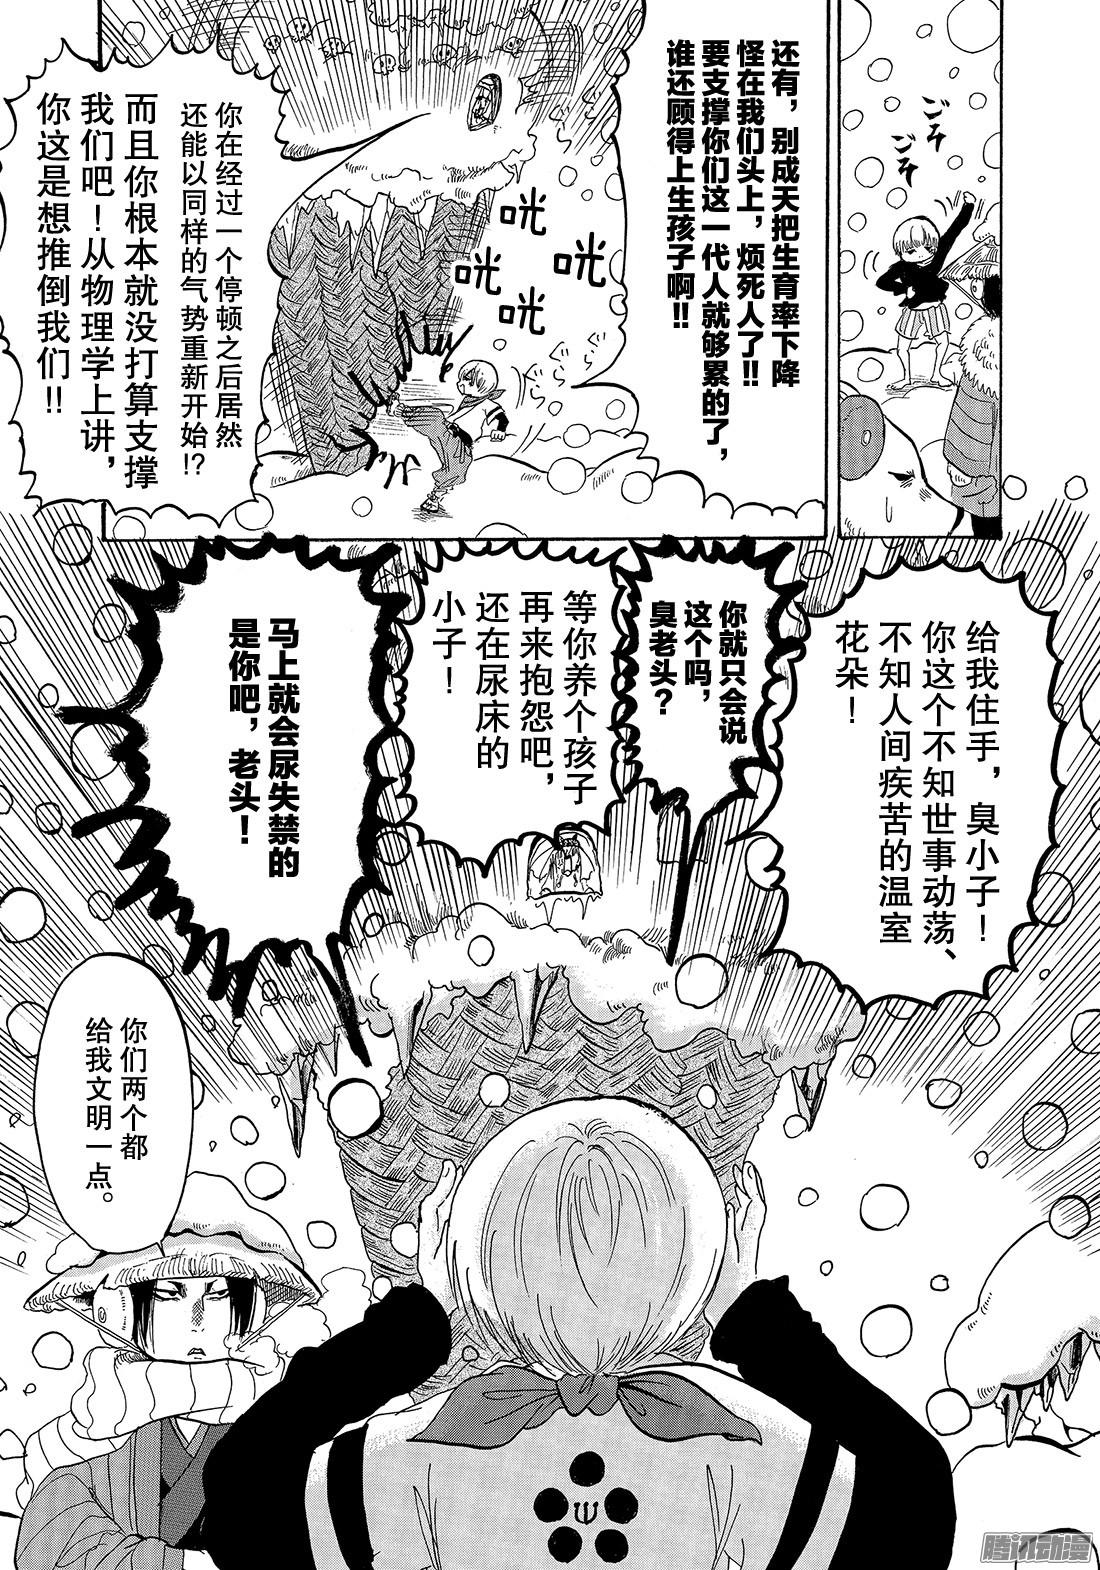 ごそ
ごそ
还有，别成天把生育率下降
怪在我们头上，烦死人了!!
要支撑你们这一代人就够累的了，
谁还顾得上生孩子啊!!
咣
咣
咣
咣
你在经过一个停顿之后居然
还能以同样的气势重新开始!?
而且你根本就没打算支撑
我们吧！从物理学上讲，
你这是想推倒我们!!
给我住手，臭小子！
你这个不知世事动荡、
不知人间疾苦的温室
花朵！
你就只会说
这个吗，
臭老头？
等你养个孩子
再来抱怨吧，
还在尿床的
小子！
马上就会尿失禁的
是你吧，老头！
你们两个都
给我文明一点。
腾讯动漫